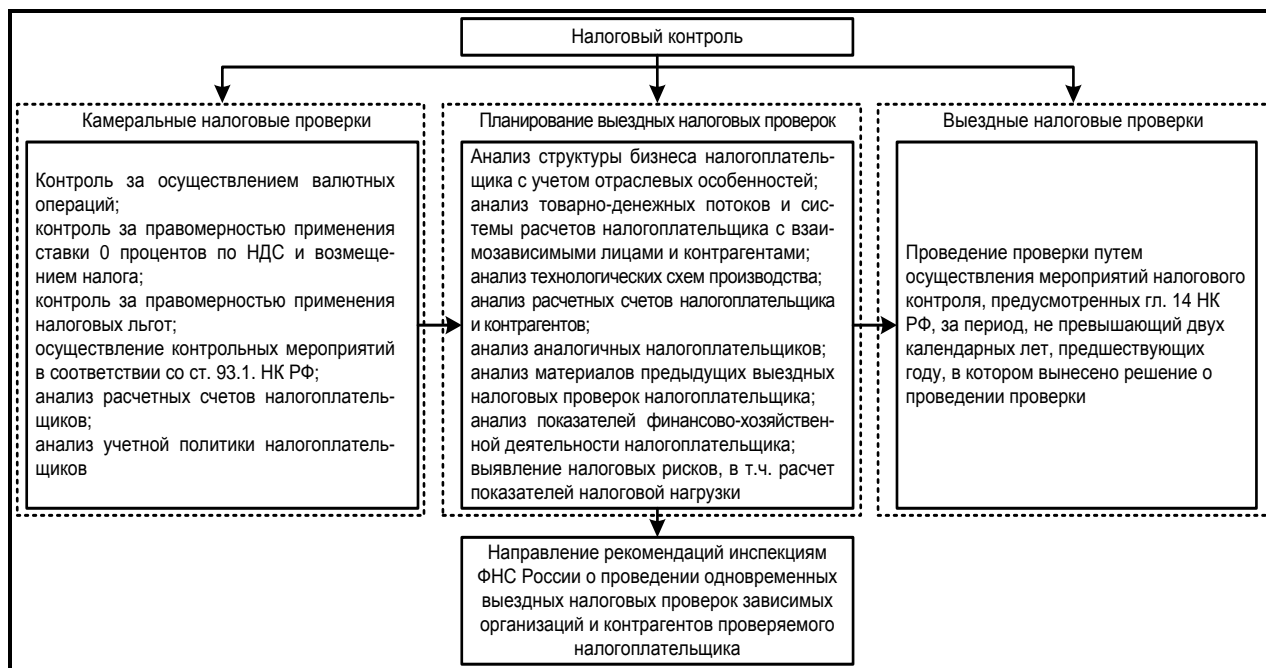 Налоговый контроль
Камеральные налоговые проверки
Контроль за осуществлением валютных
операций;
контроль за правомерностью применения
ставки 0 процентов по НДС и возмеще-
нием налога;
контроль за правомерностью применения
налоговых льгот;
осуществление контрольных мероприятий
в соответствии со ст. 93.1. НК РФ;
анализ расчетных счетов налогоплатель-
щиков;
анализ учетной политики налогоплатель-
щиков
Планирование выездных налоговых проверок
Анализ структуры бизнеса налогоплатель-
щика с учетом отраслевых особенностей;
анализ товарно-денежных потоков и сис-
темы расчетов налогоплательщика с взаи-
мозависимыми лицами и контрагентами;
анализ технологических схем производства;
анализ расчетных счетов налогоплательщика
и контрагентов;
анализ аналогичных налогоплательщиков;
анализ материалов предыдущих выездных
налоговых проверок налогоплательщика;
анализ показателей финансово-хозяйствен-
ной деятельности налогоплательщика;
выявление налоговых рисков, в т.ч. расчет
показателей налоговой нагрузки
Выездные налоговые проверки
Проведение проверки путем
осуществления мероприятий налогового
контроля, предусмотренных гл. 14 НК
РФ, за период, не превышающий двух
календарных лет, предшествующих
году, в котором вынесено решение о
проведении проверки
Направление рекомендаций инспекциям
ФНС России о проведении одновременных
выездных налоговых проверок зависимых
организаций и контрагентов проверяемого
налогоплательщика